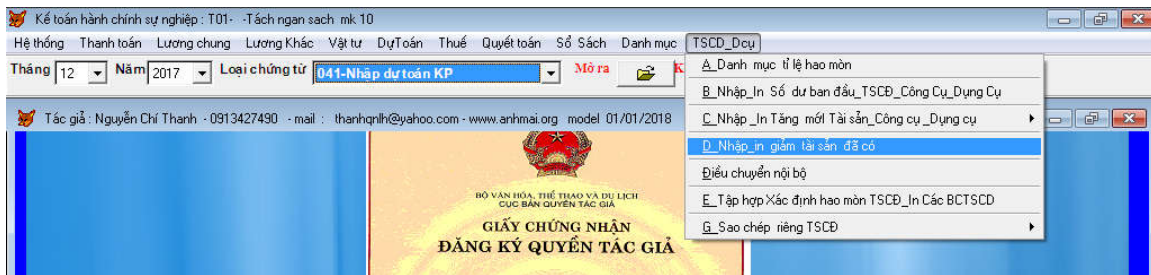 Kế toán hành chính sự nghiệp : T01- -Tách ngan sach mk 10
Hệ thống Thanh toán Lương chung Lương Khác Vật tư DựToán Thuế Quyết toán Sổ Sách Danh mục TSCD_Dcụ
Tháng 12 Năm 2017 Loại chứng từ 041-Nhập dự toán KP Mở ra K
A_Danh mục tỉ lệ hao mòn
B_Nhập_In Số dư ban đầu_TSCĐ_Công Cụ_Dụng Cụ
Tác giả : Nguyễn Chí Thanh - 0913427490 - mail : thanhqnlh@yahoo.com - www.anhmai.org model 01/01/2018
C_Nhập _In Tăng mới Tài sản_Công cụ _Dụng cụ
D_Nhập_in giảm tài sản đã có
Điều chuyển nội bộ
E_Tập hợp Xác định hao mòn TSCĐ_In Các BCTSCD
G_Sao chép riêng TSCĐ
BỘ VĂN HÓA, THỂ THAO VÀ DU LỊCH
CỤC BẢN QUYỀN TÁC GIẢ
GIẤY CHỨNG NHẬN
ĐĂNG KÝ QUYỀN TÁC GIẢ